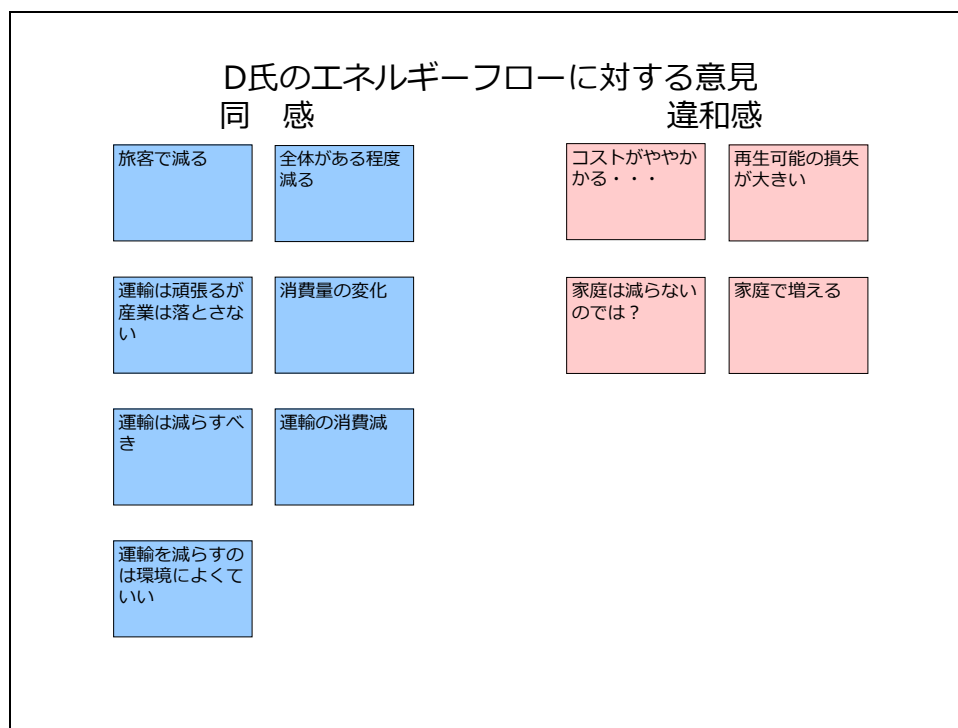 D氏のエネルギーフローに対する意見
同　感
違和感
旅客で減る
全体がある程度
減る
コストがややか
かる・・・
再生可能の損失
が大きい
運輸は頑張るが
産業は落とさな
い
消費量の変化
家庭は減らない
のでは？
家庭で増える
運輸は減らすべ
き
運輸の消費減
運輸を減らすの
は環境によくて
いい